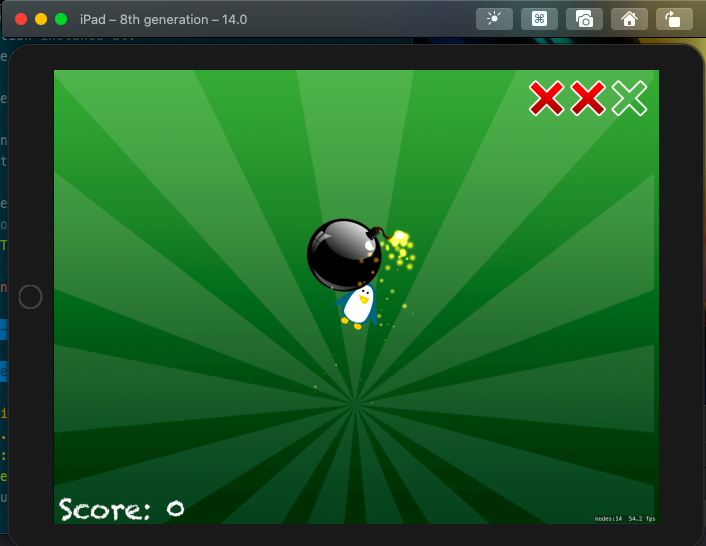 iPad – 8th generation – 14.0
Score: 0
nodes:14 54.2 fps